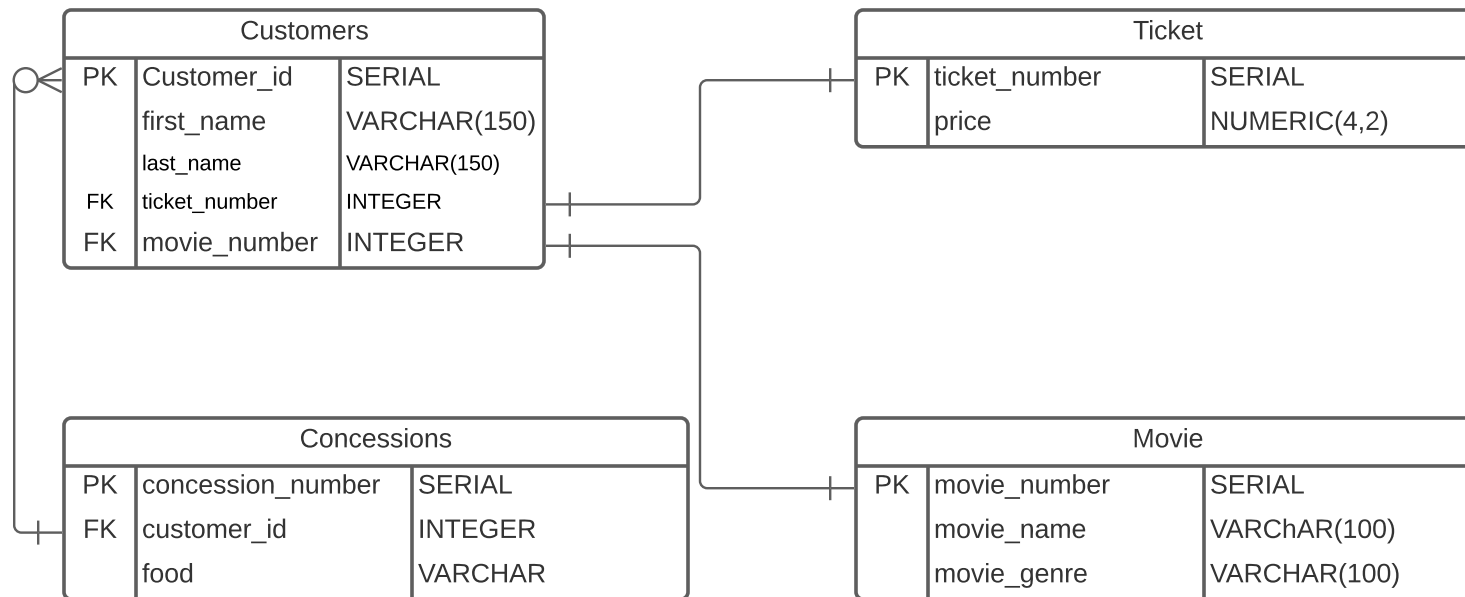 Customers
PK Customer_id SERIAL
first_name VARCHAR(150)
last_name VARCHAR(150)
FK ticket_number INTEGER
FK movie_number INTEGER
Ticket
PK ticket_number SERIAL
price NUMERIC(4,2)
Concessions
PK concession_number SERIAL
FK customer_id INTEGER
food VARCHAR
Movie
PK movie_number SERIAL
movie_name VARChAR(100)
movie_genre VARCHAR(100)